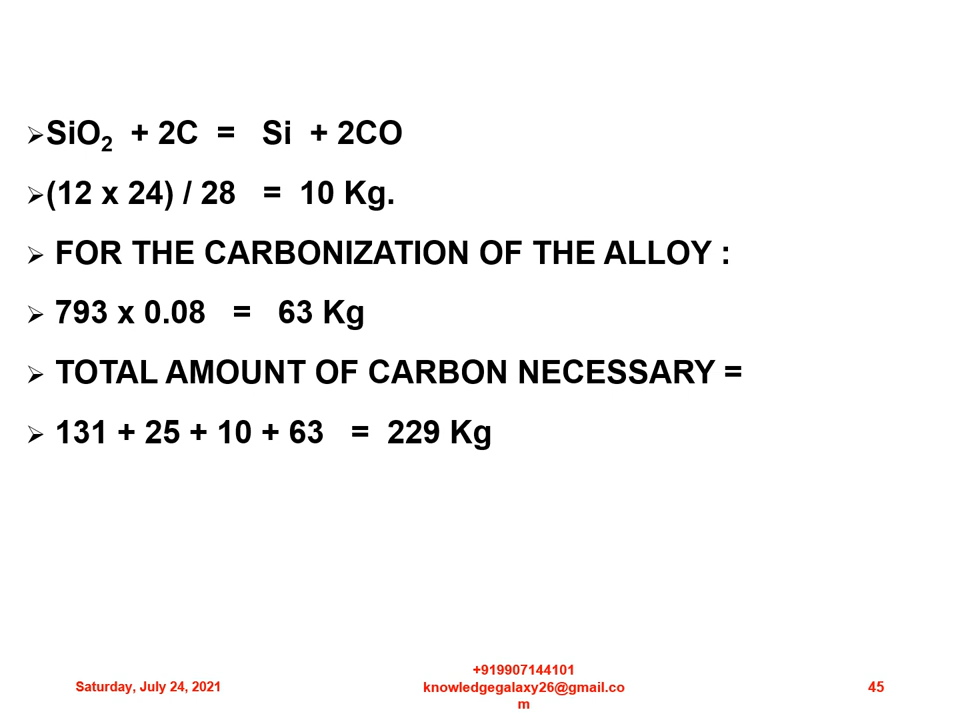 ➢SiO₂ + 2C = Si + 2CO
➢(12 x 24) / 28 = 10 Kg.
➢ FOR THE CARBONIZATION OF THE ALLOY :
➢ 793 x 0.08 = 63 Kg
➢ TOTAL AMOUNT OF CARBON NECESSARY =
➢ 131 + 25 + 10 + 63 = 229 Kg
Saturday, July 24, 2021
+919907144101
knowledgegalaxy26@gmail.co
m
45